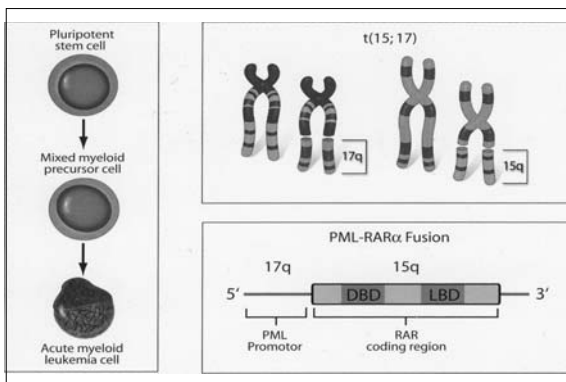 Pluripotent
stem cell
Mixed myeloid
precursor cell
Acute myeloid
leukemia cell
t(15; 17)
17q
15q
PML-RARα Fusion
17q 15q
5’ DBD LBD 3’
PML
Promotor
RAR
coding region